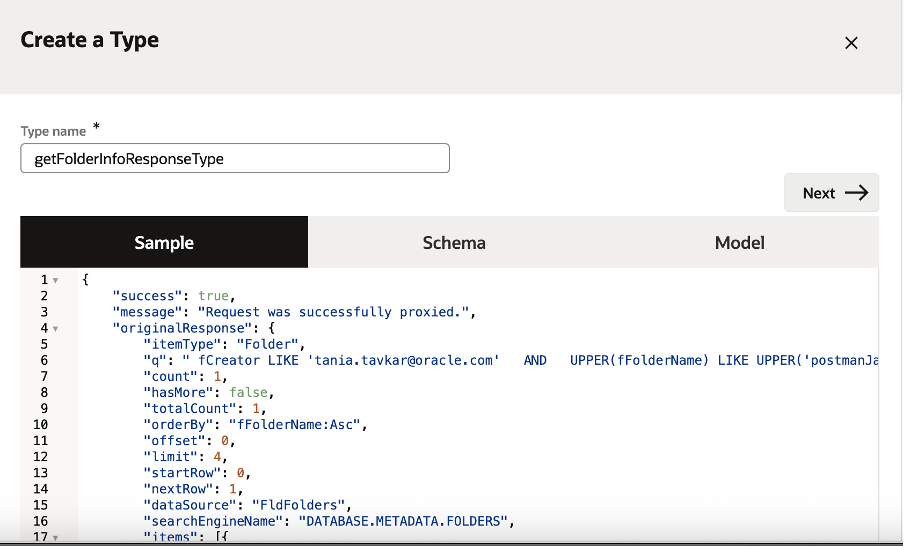 Create a Type
Type name *
getFolderInfoResponseType
Next
Sample Schema Model
1 {
2 "success": true,
3 "message": "Request was successfully proxied.",
4 "originalResponse": {
5 "itemType": "Folder",
6 "q": " fCreator LIKE 'tania.tavkar@oracle.com' AND UPPER(fFolderName) LIKE UPPER('postmanJa
7 "count": 1,
8 "hasMore": false,
9 "totalCount": 1,
10 "orderBy": "fFolderName:Asc",
11 "offset": 0,
12 "limit": 4,
13 "startRow": 0,
14 "nextRow": 1,
15 "dataSource": "FldFolders",
16 "searchEngineName": "DATABASE.METADATA.FOLDERS",
17 "items": [{